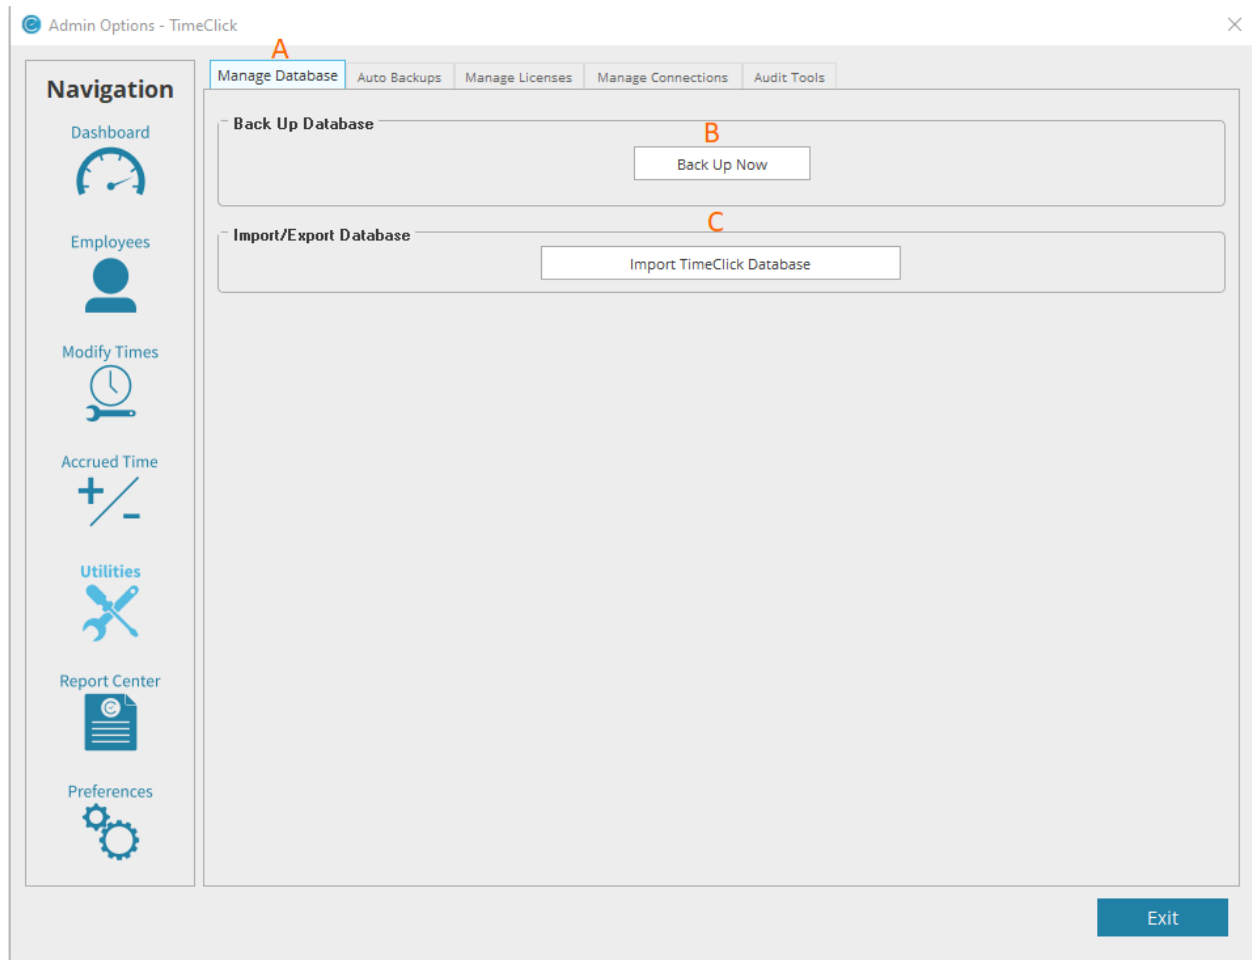 Admin Options - TimeClick
A
Manage Database Auto Backups Manage Licenses Manage Connections Audit Tools
Navigation
Dashboard
Employees
Modify Times
Accrued Time
Utilities
Report Center
Preferences
Back Up Database
B
Back Up Now
Import/Export Database
C
Import TimeClick Database
Exit